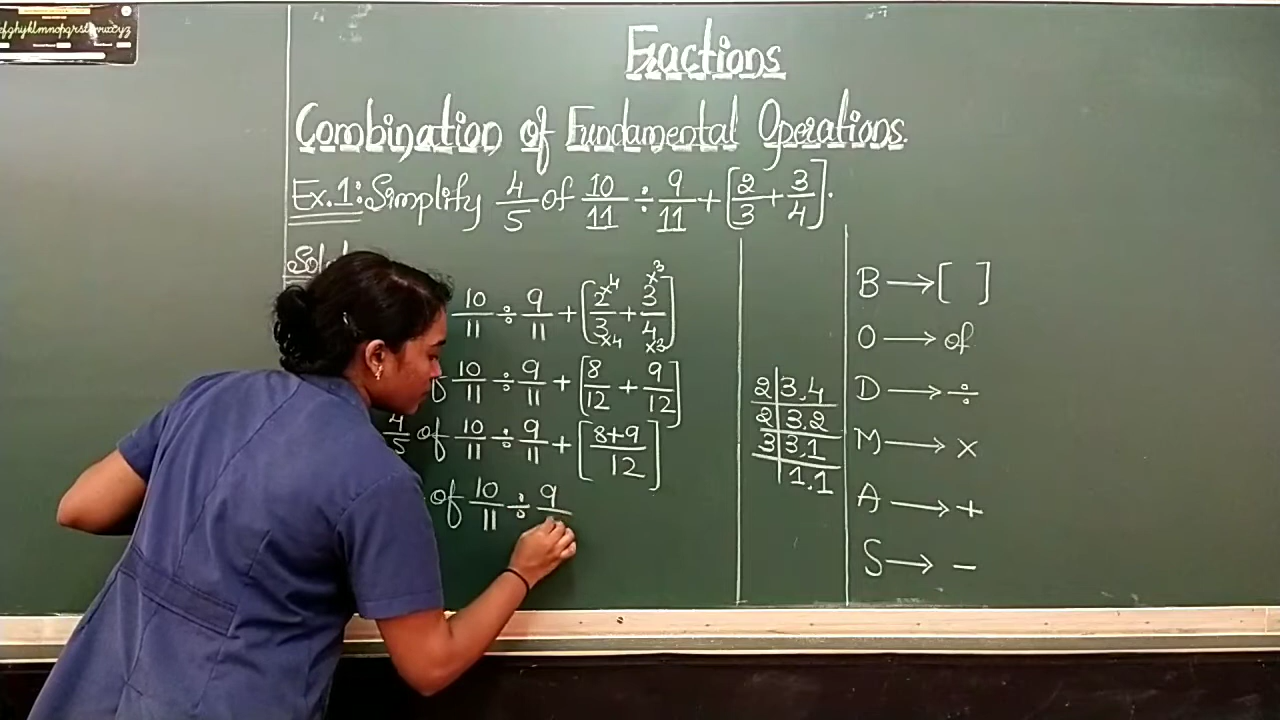 efghyklmnopqrstuvwxyz
Fractions
Combination of Fundamental Operations.
Ex.1: Simplify 4/5 of 10/11 ÷ 9/11 + [2/3 + 3/4].
10/11 ÷ 9/11 + [2×4/3×4 + 3×3/4×3]
10/11 ÷ 9/11 + [8/12 + 9/12]
4/5 of 10/11 ÷ 9/11 + [8+9/12]
of 10/11 ÷ 9
2 | 3,4
2 | 3,2
3 | 3,1
1,1
B → [ ]
O → of
D → ÷
M → ×
A → +
S → −